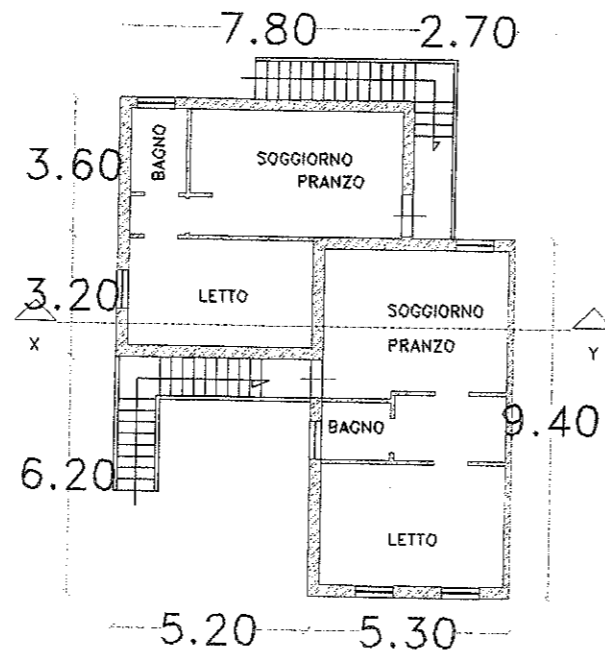 7.80 2.70
3.60
BAGNO
SOGGIORNO
PRANZO
3.20
LETTO
SOGGIORNO
PRANZO
X
Y
9.40
BAGNO
6.20
LETTO
5.20 5.30